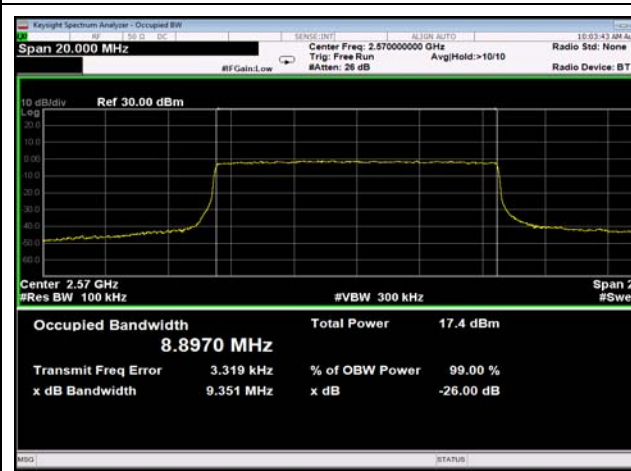 Keysight Spectrum Analyzer - Occupied BW
RF 50 Ω DC SENSE:INT ALIGN AUTO 10:03:43 AM
Span 20.000 MHz Center Freq: 2.570000000 GHz Radio Std: None
Trig: Free Run Avg|Hold:>10/10
#IFGain:Low #Atten: 26 dB Radio Device: BT
10 dB/div Ref 30.00 dBm
Log
20.0
10.0
0.00
-10.0
-20.0
-30.0
-40.0
-50.0
-60.0
Center 2.57 GHz Span 2
#Res BW 100 kHz #VBW 300 kHz #Swe
Occupied Bandwidth Total Power 17.4 dBm
8.8970 MHz
Transmit Freq Error 3.319 kHz % of OBW Power 99.00 %
x dB Bandwidth 9.351 MHz x dB -26.00 dB
MSG STATUS